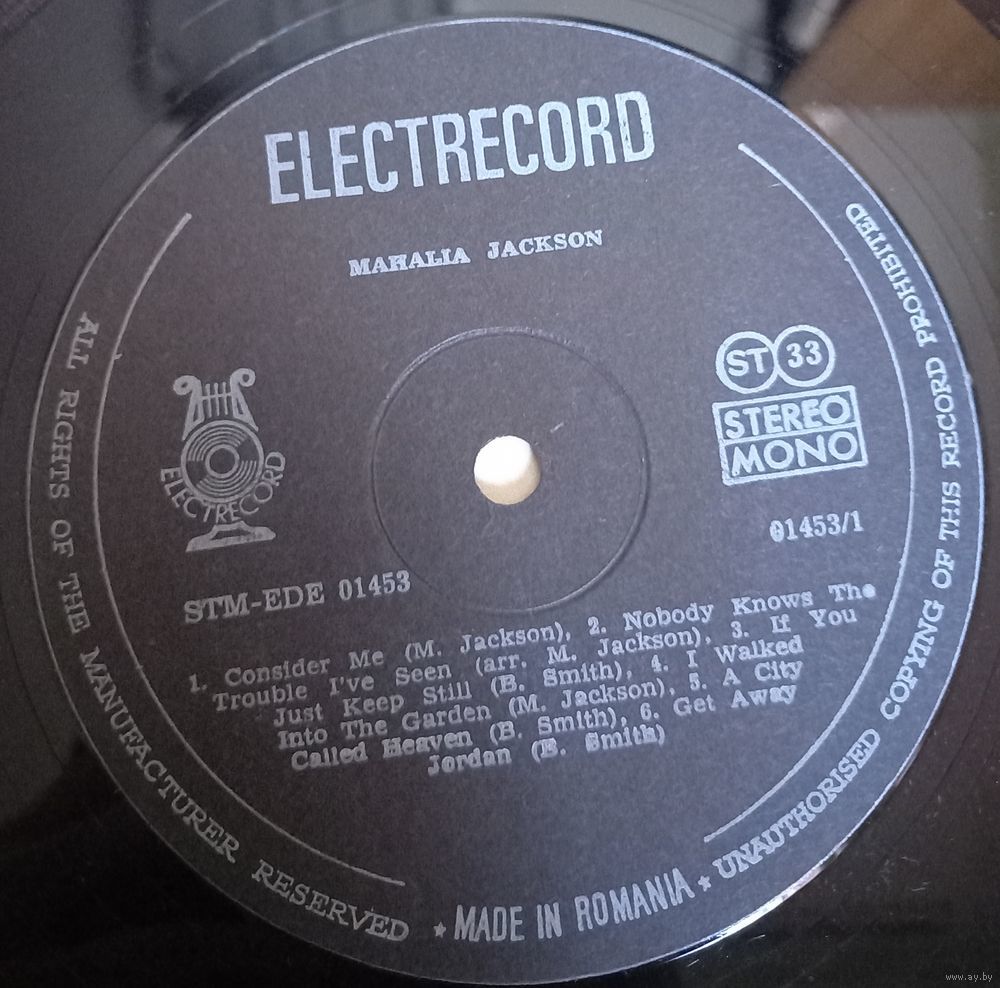 ELECTRECORD
MAHALIA JACKSON
ST 33
STEREO
MONO
ELECTRECORD
01453/1
STM-EDE 01453
1. Consider Me (M. Jackson), 2. Nobody Knows The
Trouble I've Seen (arr. M. Jackson), 3. If You
Just Keep Still (B. Smith), 4. I Walked
Into The Garden (M. Jackson), 5. A City
Called Heaven (B. Smith), 6. Get Away
Jordan (B. Smith)
ALL RIGHTS OF THE MANUFACTURER RESERVED ★ MADE IN ROMANIA ★ UNAUTHORISED COPYING OF THIS RECORD PROHIBITED
www.ay.by